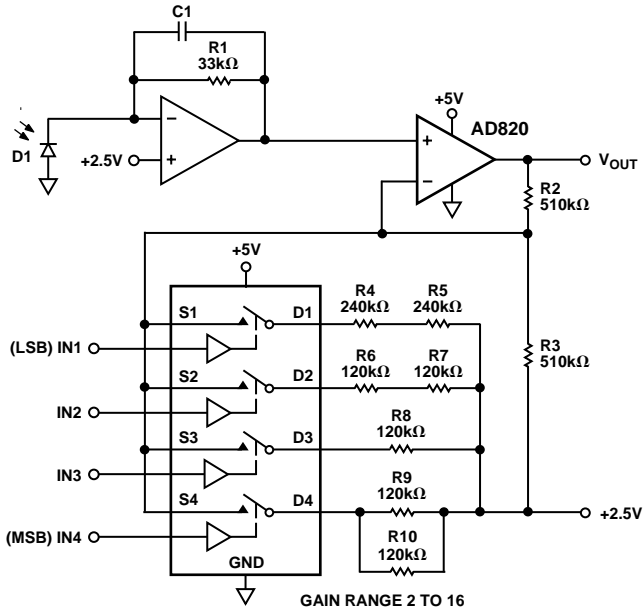 C1
R1
33kΩ
D1
+2.5V
+5V
AD820
VOUT
R2
510kΩ
+5V
S1
D1
R4
240kΩ
R5
240kΩ
(LSB) IN1
S2
D2
R6
120kΩ
R7
120kΩ
R3
510kΩ
IN2
S3
D3
R8
120kΩ
IN3
S4
D4
R9
120kΩ
+2.5V
(MSB) IN4
R10
120kΩ
GND
GAIN RANGE 2 TO 16